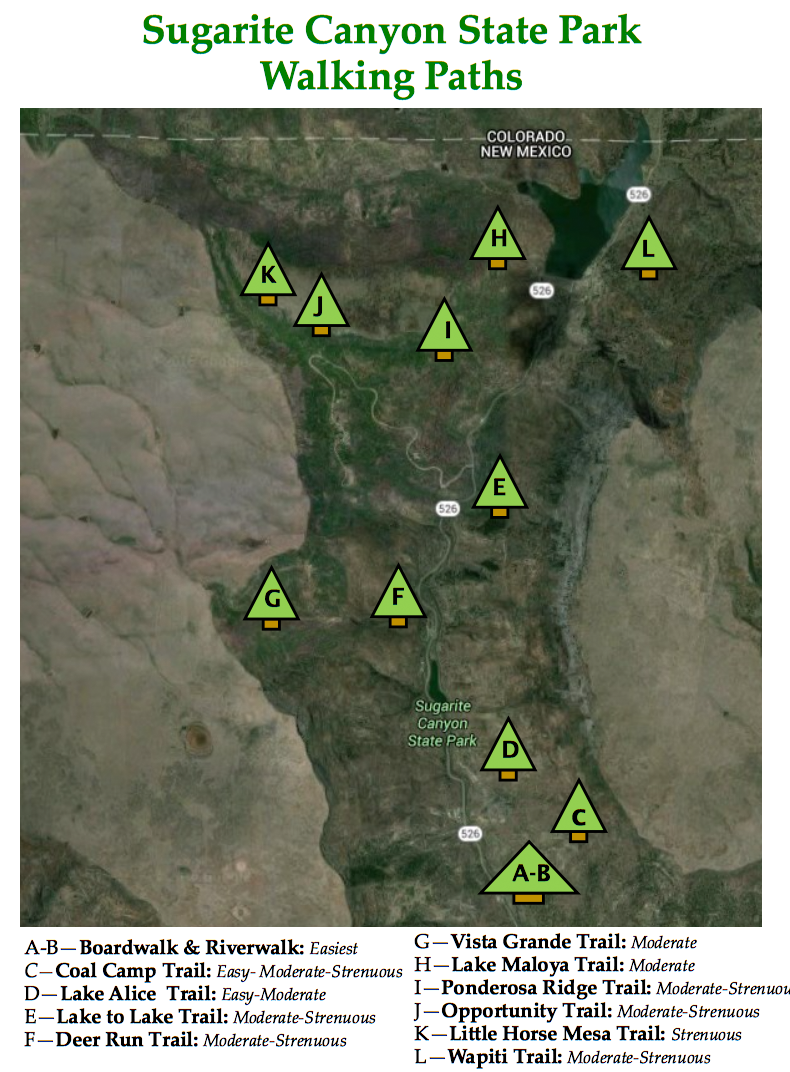 Sugarite Canyon State Park
Walking Paths
COLORADO
NEW MEXICO
526
H
L
K
526
J
I
E
526
G
F
Sugarite
Canyon
State Park
D
C
526
A-B
A-B—Boardwalk & Riverwalk: Easiest
C—Coal Camp Trail: Easy- Moderate-Strenuous
D—Lake Alice Trail: Easy-Moderate
E—Lake to Lake Trail: Moderate-Strenuous
F—Deer Run Trail: Moderate-Strenuous
G—Vista Grande Trail: Moderate
H—Lake Maloya Trail: Moderate
I—Ponderosa Ridge Trail: Moderate-Strenuou
J—Opportunity Trail: Moderate-Strenuous
K—Little Horse Mesa Trail: Strenuous
L—Wapiti Trail: Moderate-Strenuous